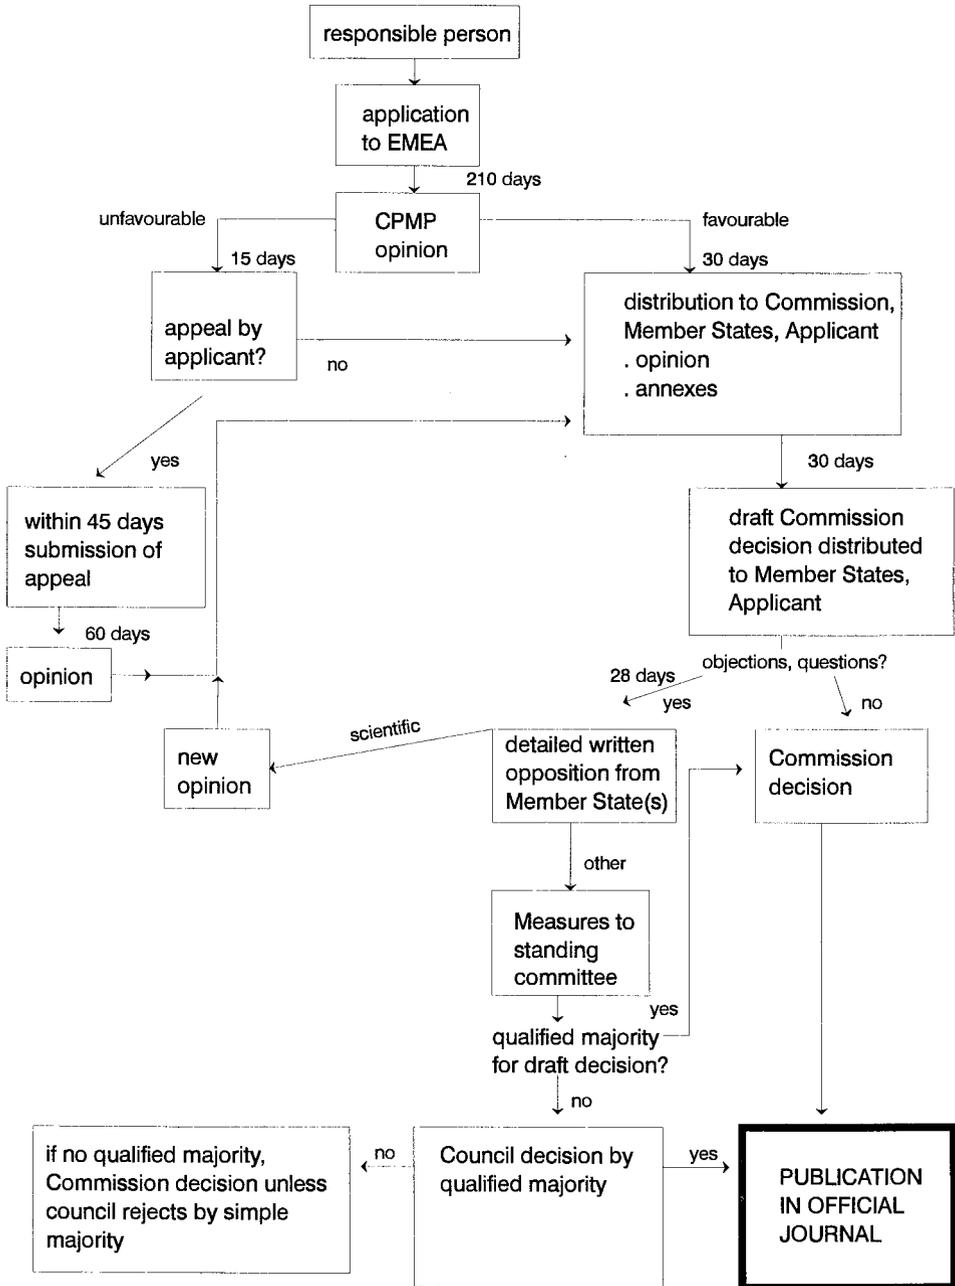 responsible person
application
to EMEA
210 days
unfavourable
CPMP
opinion
favourable
15 days
30 days
appeal by
applicant?
no
distribution to Commission,
Member States, Applicant
. opinion
. annexes
yes
30 days
within 45 days
submission of
appeal
draft Commission
decision distributed
to Member States,
Applicant
60 days
opinion
objections, questions?
28 days
yes
no
new
opinion
scientific
detailed written
opposition from
Member State(s)
Commission
decision
other
Measures to
standing
committee
yes
qualified majority
for draft decision?
no
if no qualified majority,
Commission decision unless
council rejects by simple
majority
no
Council decision by
qualified majority
yes
PUBLICATION
IN OFFICIAL
JOURNAL